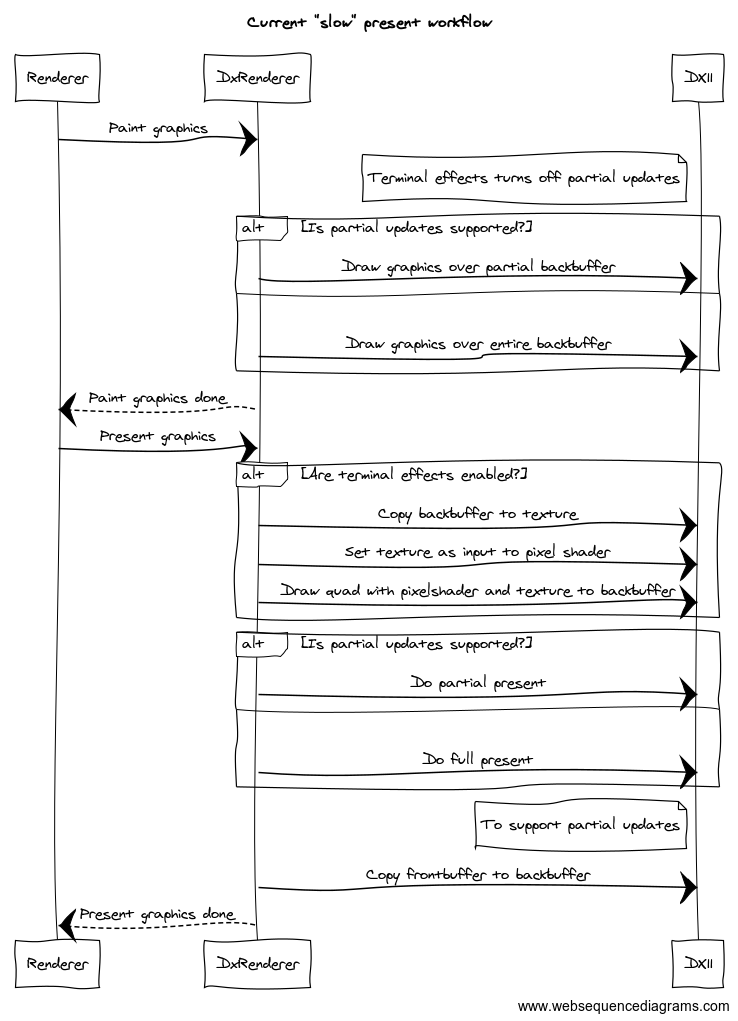 Current "slow" present workflow
Renderer
DxRenderer
DX11
Paint graphics
Terminal effects turns off partial updates
alt
[Is partial updates supported?]
Draw graphics over partial backbuffer
Draw graphics over entire backbuffer
Paint graphics done
Present graphics
alt
[Are terminal effects enabled?]
Copy backbuffer to texture
Set texture as input to pixel shader
Draw quad with pixelshader and texture to backbuffer
alt
[Is partial updates supported?]
Do partial present
Do full present
To support partial updates
Copy frontbuffer to backbuffer
Present graphics done
Renderer
DxRenderer
DX11
www.websequencediagrams.com